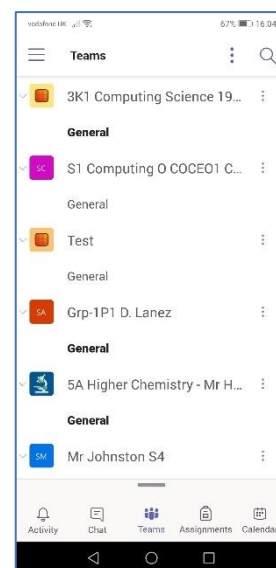 vodafone UK 67% 16:04
Teams
3K1 Computing Science 19...
General
SC S1 Computing O COCEO1 C...
General
Test
General
SA Grp-1P1 D. Lanez
General
5A Higher Chemistry - Mr H...
General
SM Mr Johnston S4
Activity Chat Teams Assignments Calendar